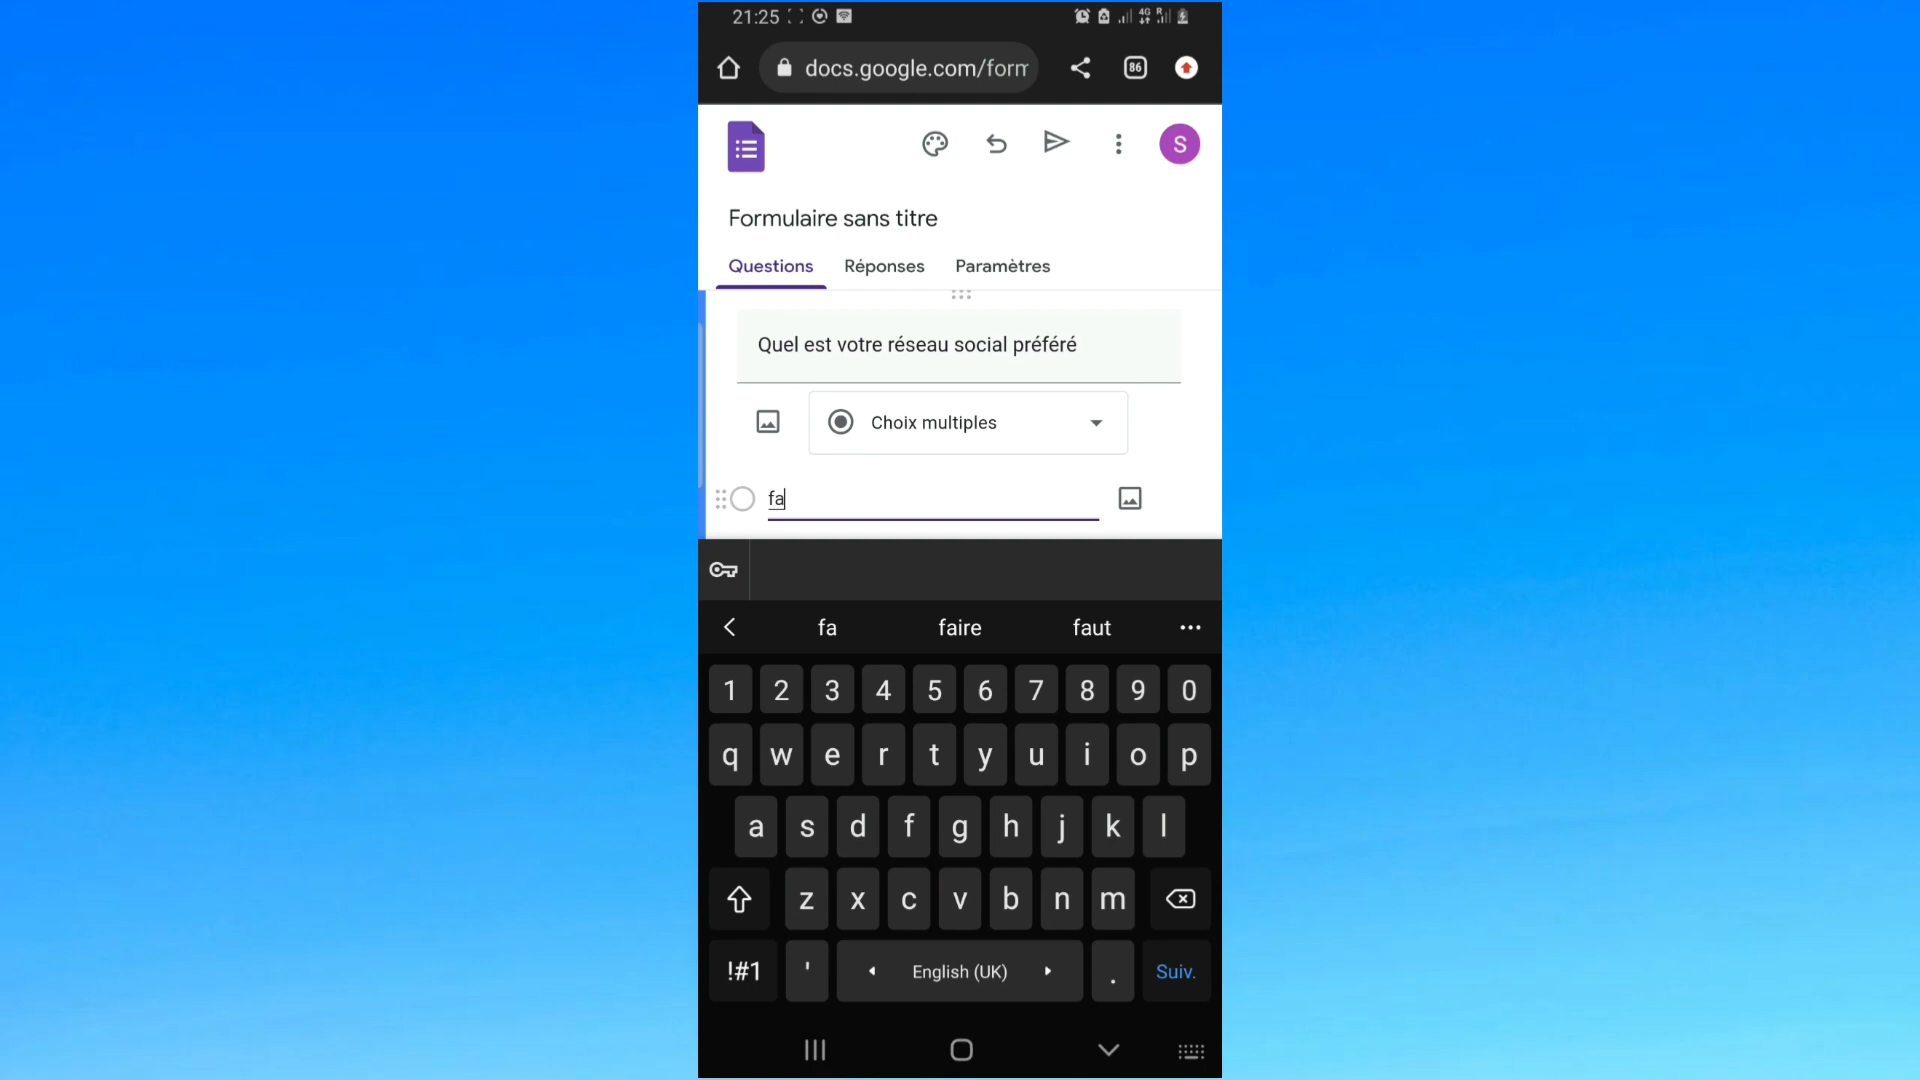 21:25 4G R
docs.google.com/form 86
S
Formulaire sans titre
Questions Réponses Paramètres
Quel est votre réseau social préféré
Choix multiples
fa
fa faire faut
1 2 3 4 5 6 7 8 9 0
q w e r t y u i o p
a s d f g h j k l
z x c v b n m
!#1 ' English (UK) . Suiv.